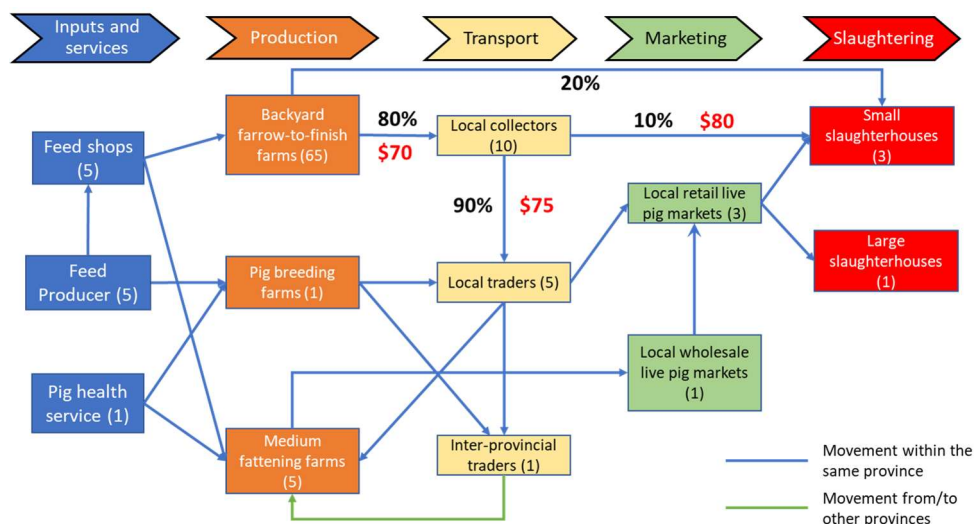 Inputs and
services
Production
Transport
Marketing
Slaughtering
20%
Backyard
farrow-to-finish
farms (65)
80%
$70
Local collectors
(10)
10%
$80
Small
slaughterhouses
(3)
Feed shops
(5)
90%
$75
Local retail live
pig markets (3)
Large
slaughterhouses
(1)
Feed
Producer (5)
Pig breeding
farms (1)
Local traders (5)
Local wholesale
live pig markets
(1)
Pig health
service (1)
Medium
fattening farms
(5)
Inter-provincial
traders (1)
Movement within the
same province
Movement from/to
other provinces